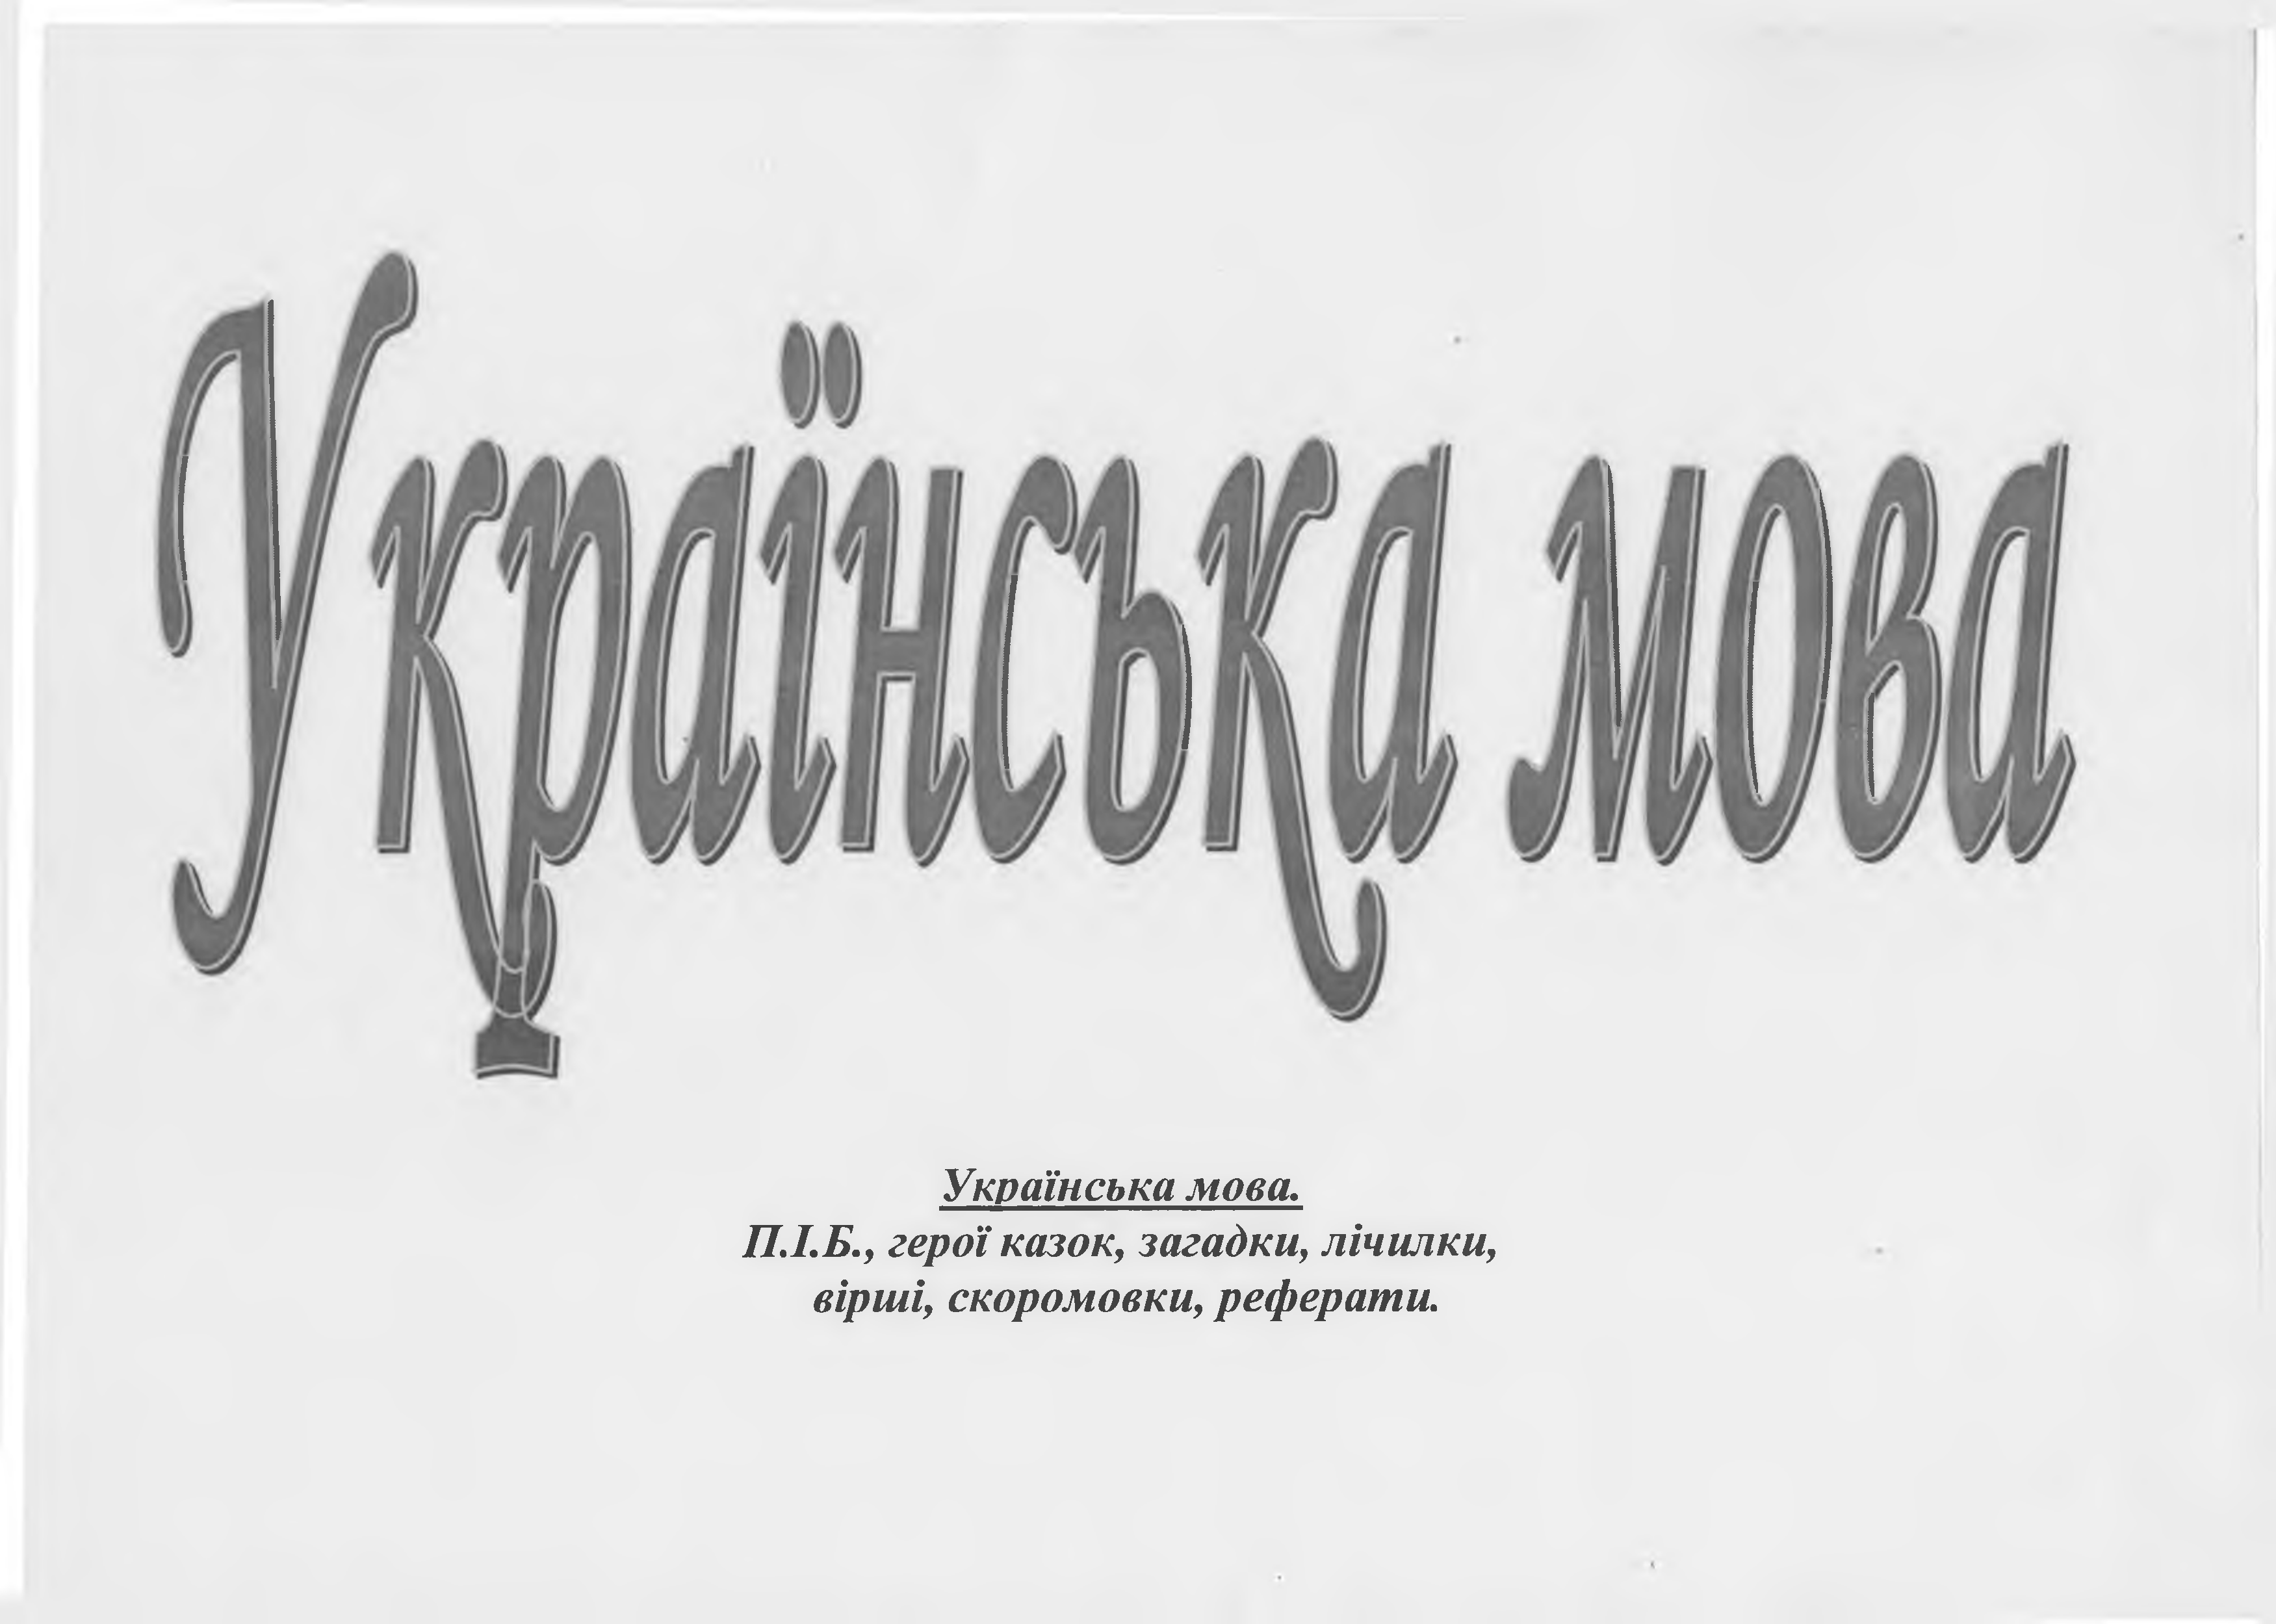 Українська мова
Українська мова.
П.І.Б., герої казок, загадки, лічилки,
вірші, скоромовки, реферати.